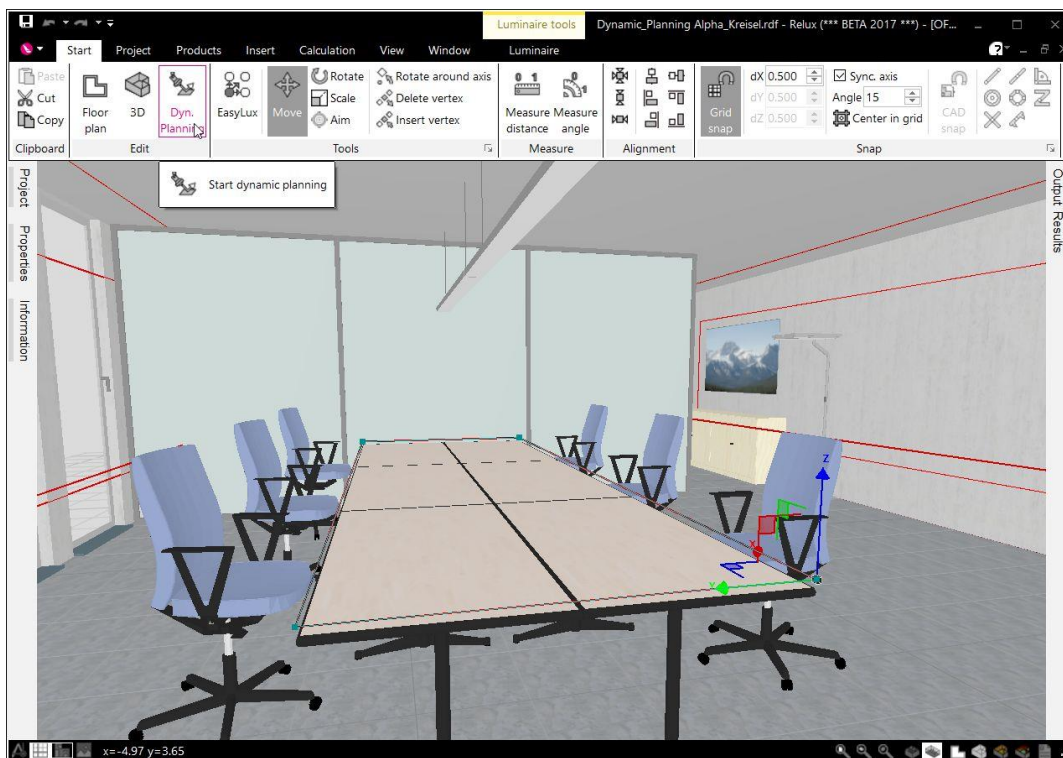 Luminaire tools
Dynamic_Planning Alpha_Kreisel.rdf - Relux (*** BETA 2017 ***) - [OF...
Start Project Products Insert Calculation View Window Luminaire
Paste
Cut
Copy
Clipboard
Floor plan
3D
Dyn. Planning
Edit
EasyLux
Move
Rotate
Scale
Aim
Rotate around axis
Delete vertex
Insert vertex
Tools
Measure distance
Measure angle
Measure
Alignment
Grid snap
dX 0.500
dY 0.500
dZ 0.500
Sync. axis
Angle 15
Center in grid
CAD snap
Snap
Start dynamic planning
Project
Properties
Information
Output Results
Z
X
Y
x=-4.97 y=3.65